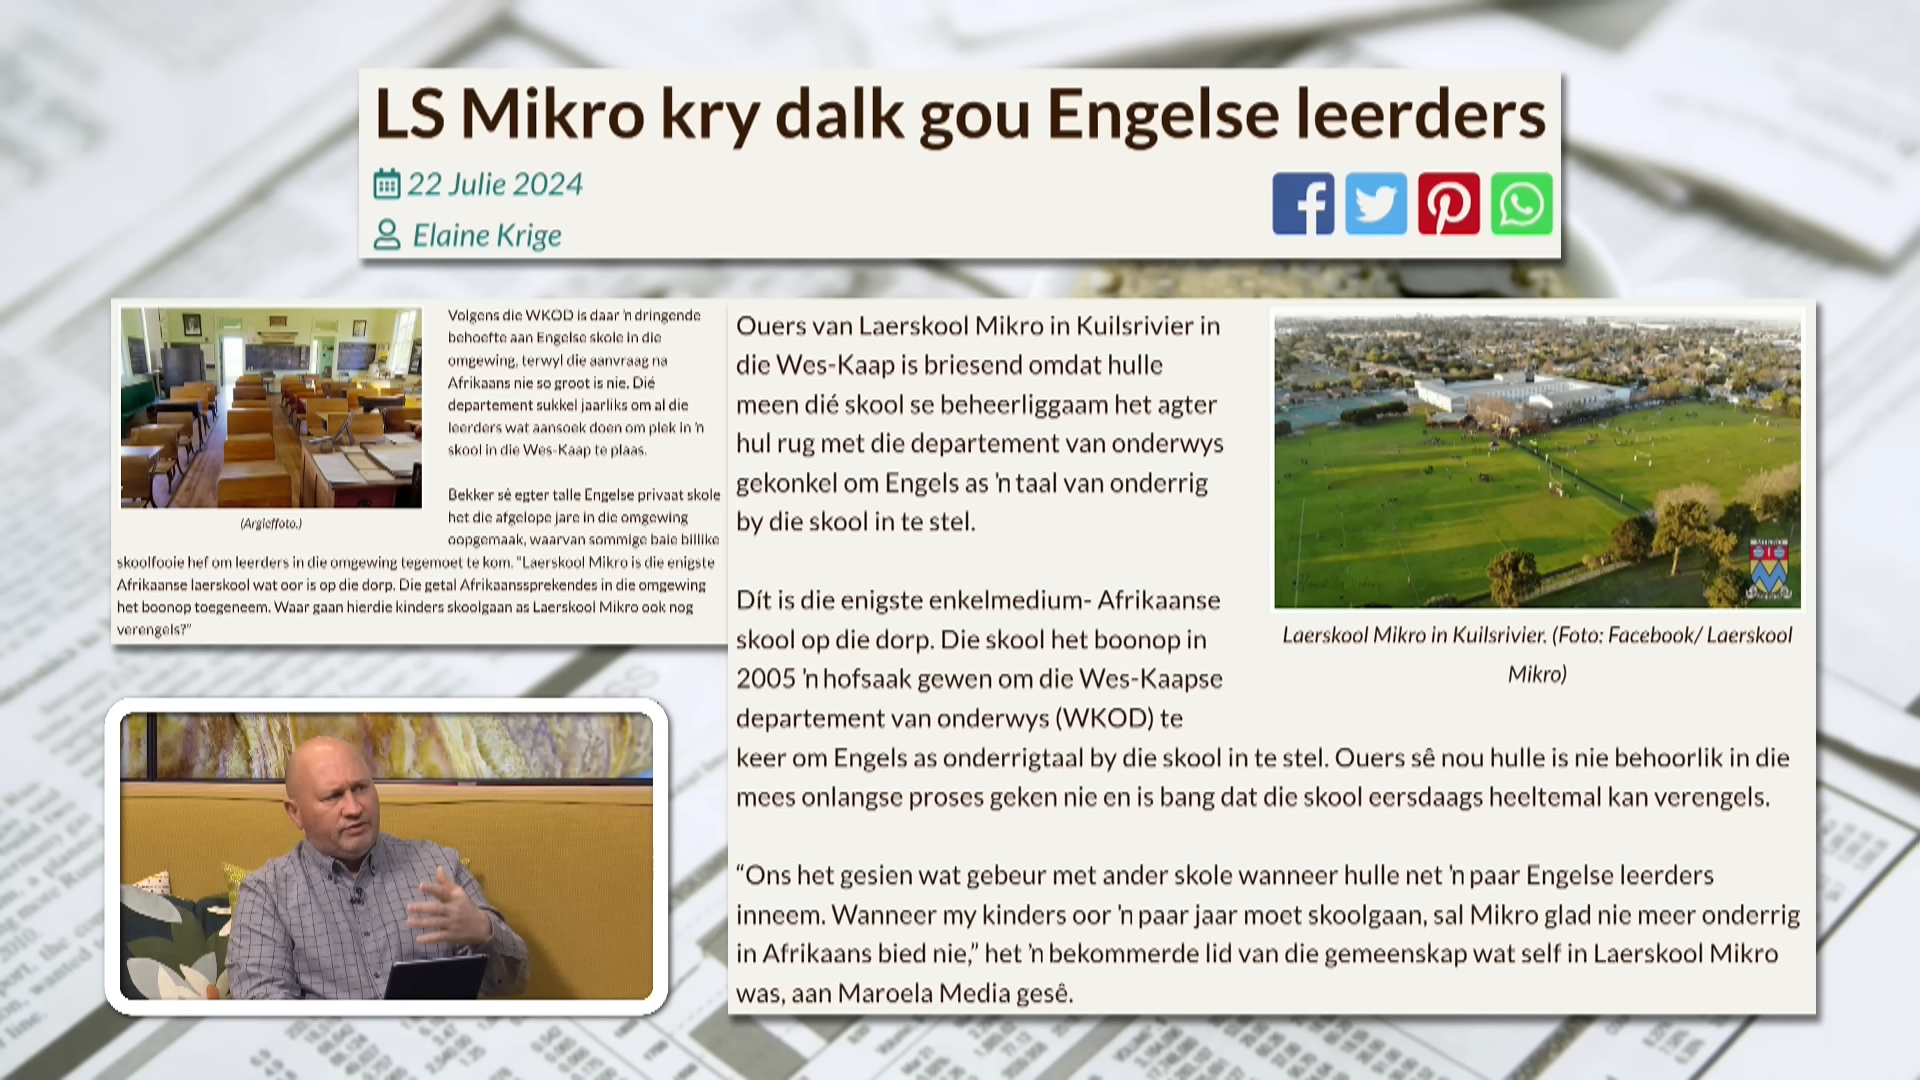 LS Mikro kry dalk gou Engelse leerders
22 Julie 2024
Elaine Krige
Volgens die WKOD is daar 'n dringende
behoefte aan Engelse skole in die
omgewing, terwyl die aanvraag na
Afrikaans nie so groot is nie. Dié
departement sukkel jaarliks om al die
leerders wat aansoek doen om plek in 'n
skool in die Wes-Kaap te plaas.
Bekker sê egter talle Engelse privaat skole
het die afgelope jare in die omgewing
oopgemaak, waarvan sommige baie billike
(Argieffoto.)
skoolfooie hef om leerders in die omgewing tegemoet te kom. "Laerskool Mikro is die enigste
Afrikaanse laerskool wat oor is op die dorp. Die getal Afrikaanssprekendes in die omgewing
het boonop toegeneem. Waar gaan hierdie kinders skoolgaan as Laerskool Mikro ook nog
verengels?"
Ouers van Laerskool Mikro in Kuilsrivier in
die Wes-Kaap is briesend omdat hulle
meen dié skool se beheerliggaam het agter
hul rug met die departement van onderwys
gekonkel om Engels as 'n taal van onderrig
by die skool in te stel.
Dít is die enigste enkelmedium- Afrikaanse
skool op die dorp. Die skool het boonop in
2005 'n hofsaak gewen om die Wes-Kaapse
departement van onderwys (WKOD) te
keer om Engels as onderrigtaal by die skool in te stel. Ouers sê nou hulle is nie behoorlik in die
mees onlangse proses geken nie en is bang dat die skool eersdaags heeltemal kan verengels.
“Ons het gesien wat gebeur met ander skole wanneer hulle net 'n paar Engelse leerders
inneem. Wanneer my kinders oor 'n paar jaar moet skoolgaan, sal Mikro glad nie meer onderrig
in Afrikaans bied nie,” het 'n bekommerde lid van die gemeenskap wat self in Laerskool Mikro
was, aan Maroela Media gesê.
Laerskool Mikro in Kuilsrivier. (Foto: Facebook/ Laerskool
Mikro)